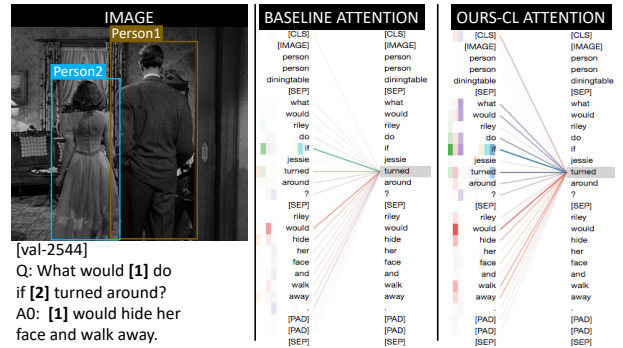 IMAGE
Person1
Person2
[val-2544]
Q: What would [1] do
if [2] turned around?
A0: [1] would hide her
face and walk away.
BASELINE ATTENTION
[CLS] [CLS]
[IMAGE] [IMAGE]
person person
person person
diningtable diningtable
[SEP] [SEP]
what what
would would
riley riley
do do
if if
jessie jessie
turned turned
around around
? ?
[SEP] [SEP]
riley riley
would would
hide hide
her her
face face
and and
walk walk
away away
. .
[PAD] [PAD]
[PAD] [PAD]
[SEP] [SEP]
OURS-CL ATTENTION
[CLS] [CLS]
[IMAGE] [IMAGE]
person person
person person
diningtable diningtable
[SEP] [SEP]
what what
would would
riley riley
do do
if if
jessie jessie
turned turned
around around
? ?
[SEP] [SEP]
riley riley
would would
hide hide
her her
face face
and and
walk walk
away away
. .
[PAD] [PAD]
[PAD] [PAD]
[SEP] [SEP]